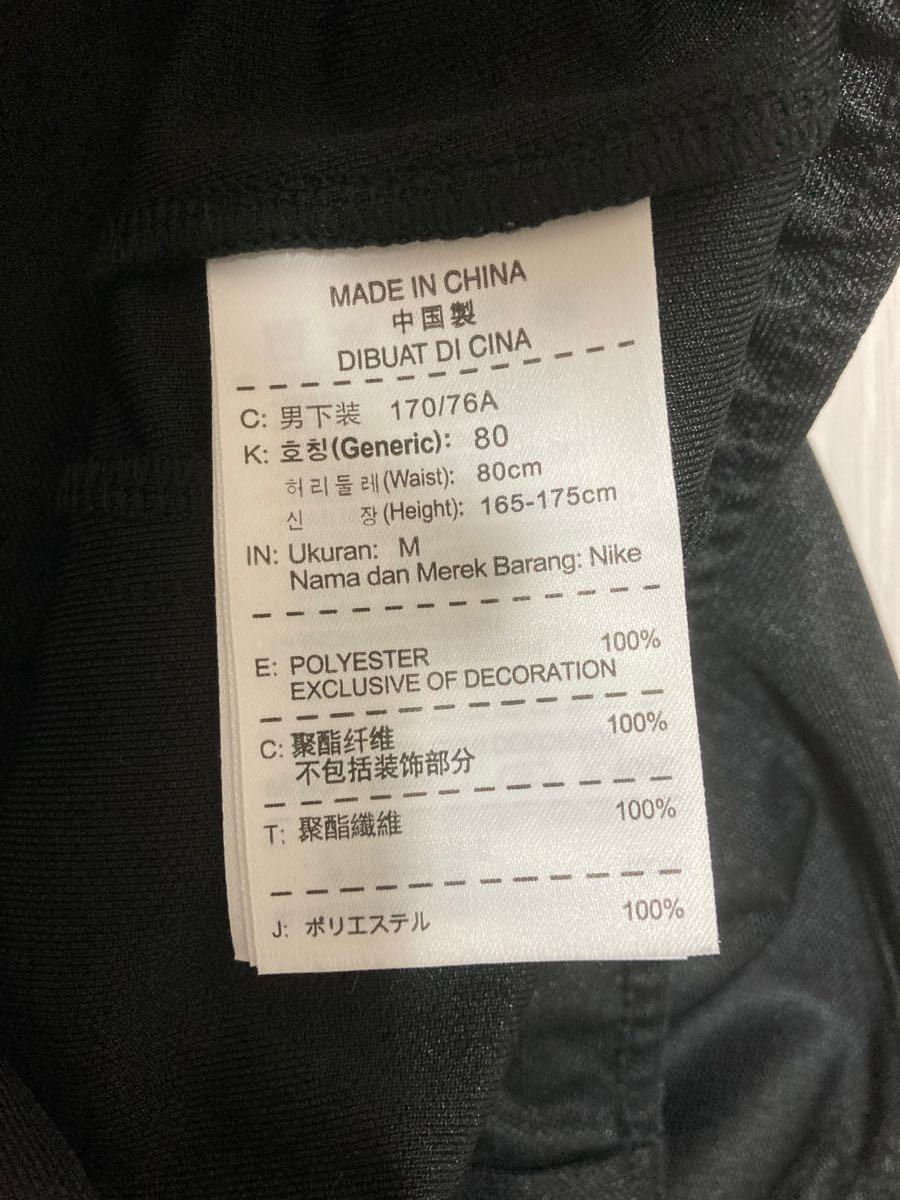 MADE IN CHINA
中国製
DIBUAT DI CINA
C: 男下装 170/76A
K: 호칭(Generic): 80
허리둘레(Waist): 80cm
신 장(Height): 165-175cm
IN: Ukuran: M
Nama dan Merek Barang: Nike
E: POLYESTER 100%
EXCLUSIVE OF DECORATION
C: 聚酯纤维 100%
不包括装饰部分
T: 聚酯纖維 100%
J: ポリエステル 100%